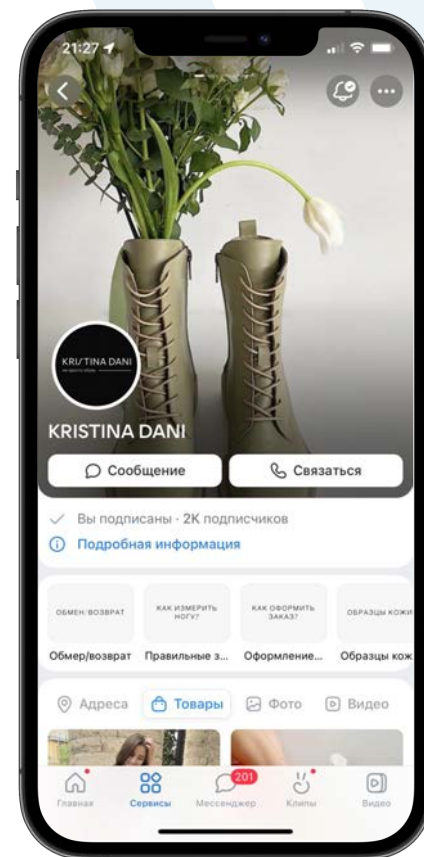 21:27
KRI/TINA DANI
KRISTINA DANI
Сообщение
Связаться
Вы подписаны · 2K подписчиков
Подробная информация
ОБМЕН/ВОЗВРАТ
КАК ИЗМЕРИТЬ
НОГУ?
КАК ОФОРМИТЬ
ЗАКАЗ?
ОБРАЗЦЫ КОЖИ
Обмер/возврат
Правильные з...
Оформление...
Образцы кож
Адреса
Товары
Фото
Видео
201
Главная
Сервисы
Мессенджер
Клипы
Видео